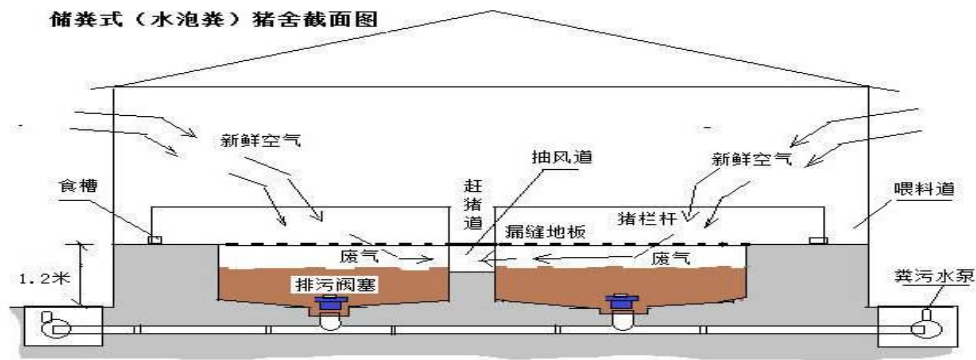 储粪式（水泡粪）猪舍截面图
新鲜空气
抽风道
新鲜空气
食槽
赶猪道
喂料道
猪栏杆
漏缝地板
废气
废气
1.2米
排污阀塞
粪污水泵